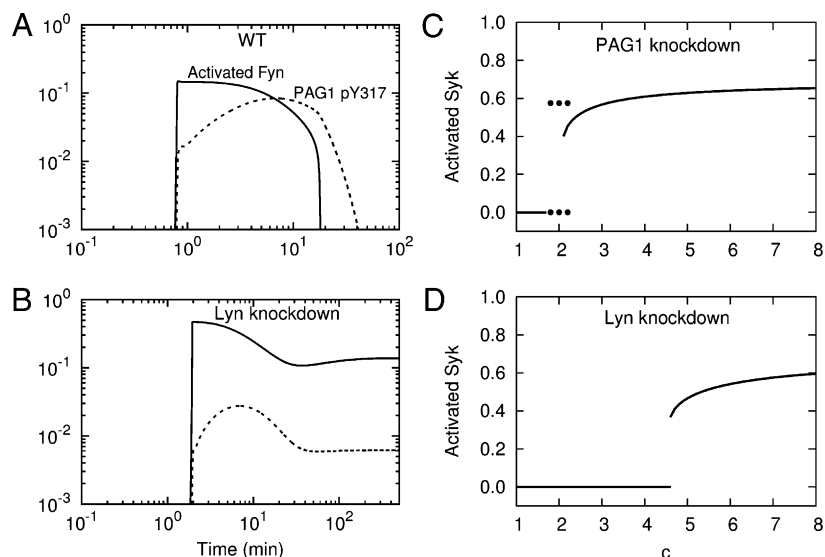 A
WT
10^0
10^-1
10^-2
10^-3
Activated Fyn
PAG1 pY317
10^-1
10^0
10^1
10^2
B
Lyn knockdown
10^0
10^-1
10^-2
10^-3
10^-1
10^0
10^1
10^2
Time (min)
C
PAG1 knockdown
Activated Syk
1.0
0.8
0.6
0.4
0.2
0.0
1 2 3 4 5 6 7 8
D
Lyn knockdown
Activated Syk
1.0
0.8
0.6
0.4
0.2
0.0
1 2 3 4 5 6 7 8
c